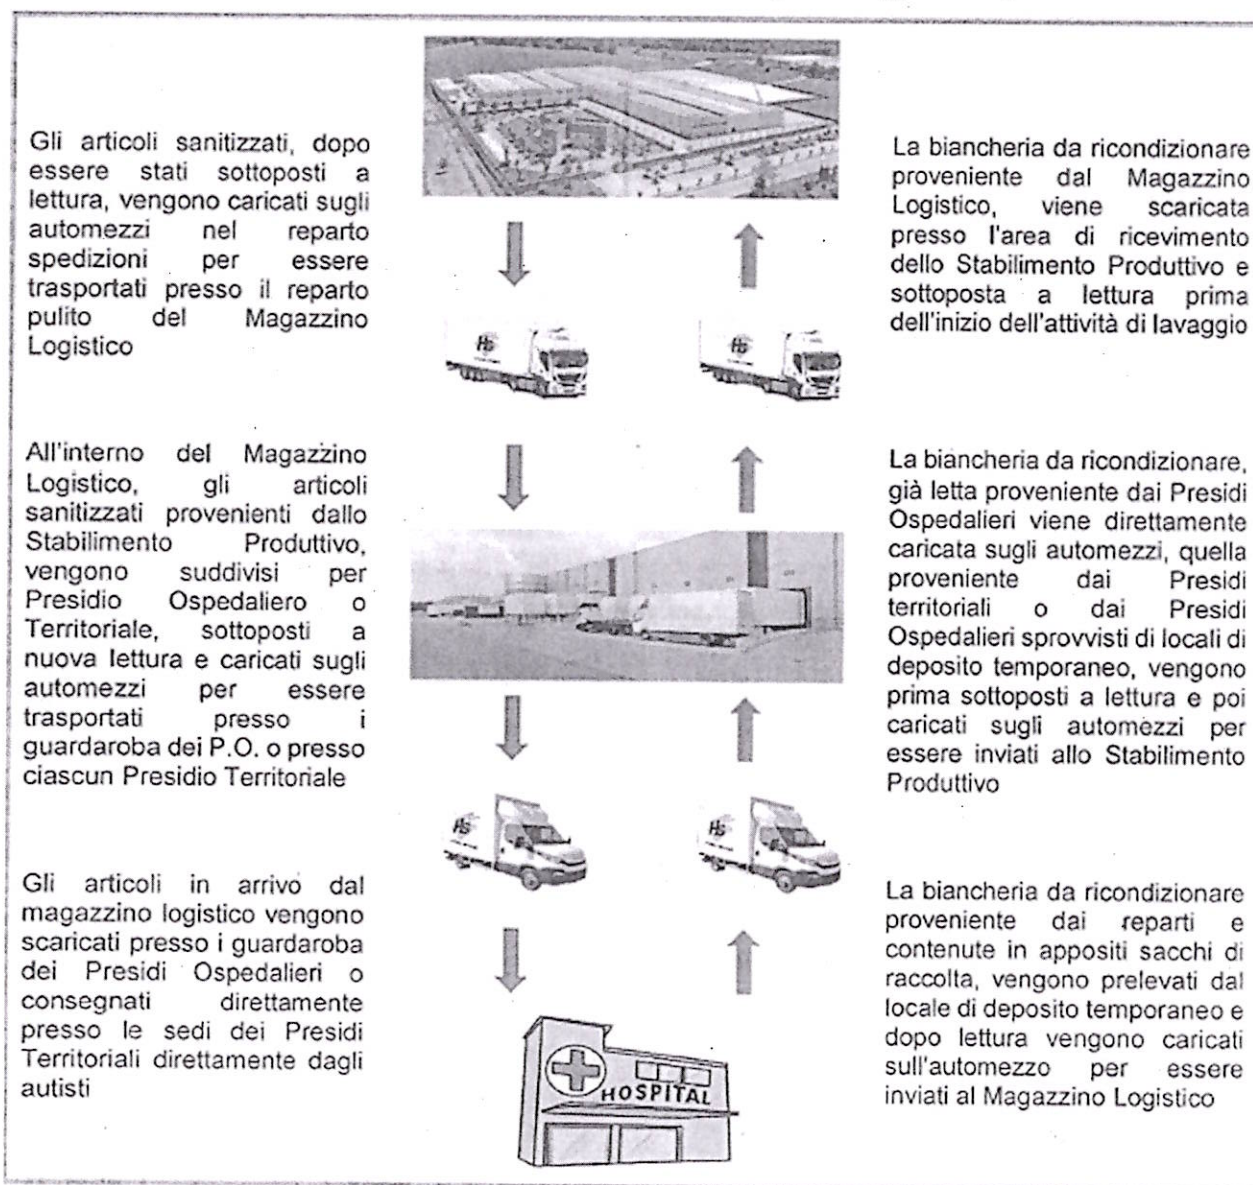 Gli articoli sanitizzati, dopo
essere stati sottoposti a
lettura, vengono caricati sugli
automezzi nel reparto
spedizioni per essere
trasportati presso il reparto
pulito del Magazzino
Logistico
All'interno del Magazzino
Logistico, gli articoli
sanitizzati provenienti dallo
Stabilimento Produttivo,
vengono suddivisi per
Presidio Ospedaliero o
Territoriale, sottoposti a
nuova lettura e caricati sugli
automezzi per essere
trasportati presso i
guardaroba dei P.O. o presso
ciascun Presidio Territoriale
Gli articoli in arrivo dal
magazzino logistico vengono
scaricati presso i guardaroba
dei Presidi Ospedalieri o
consegnati direttamente
presso le sedi dei Presidi
Territoriali direttamente dagli
autisti
HS
HS
HS
HS
HOSPITAL
La biancheria da ricondizionare
proveniente dal Magazzino
Logistico, viene scaricata
presso l'area di ricevimento
dello Stabilimento Produttivo e
sottoposta a lettura prima
dell'inizio dell'attività di lavaggio
La biancheria da ricondizionare,
già letta proveniente dai Presidi
Ospedalieri viene direttamente
caricata sugli automezzi, quella
proveniente dai Presidi
territoriali o dai Presidi
Ospedalieri sprovvisti di locali di
deposito temporaneo, vengono
prima sottoposti a lettura e poi
caricati sugli automezzi per
essere inviati allo Stabilimento
Produttivo
La biancheria da ricondizionare
proveniente dai reparti e
contenute in appositi sacchi di
raccolta, vengono prelevati dal
locale di deposito temporaneo e
dopo lettura vengono caricati
sull'automezzo per essere
inviati al Magazzino Logistico